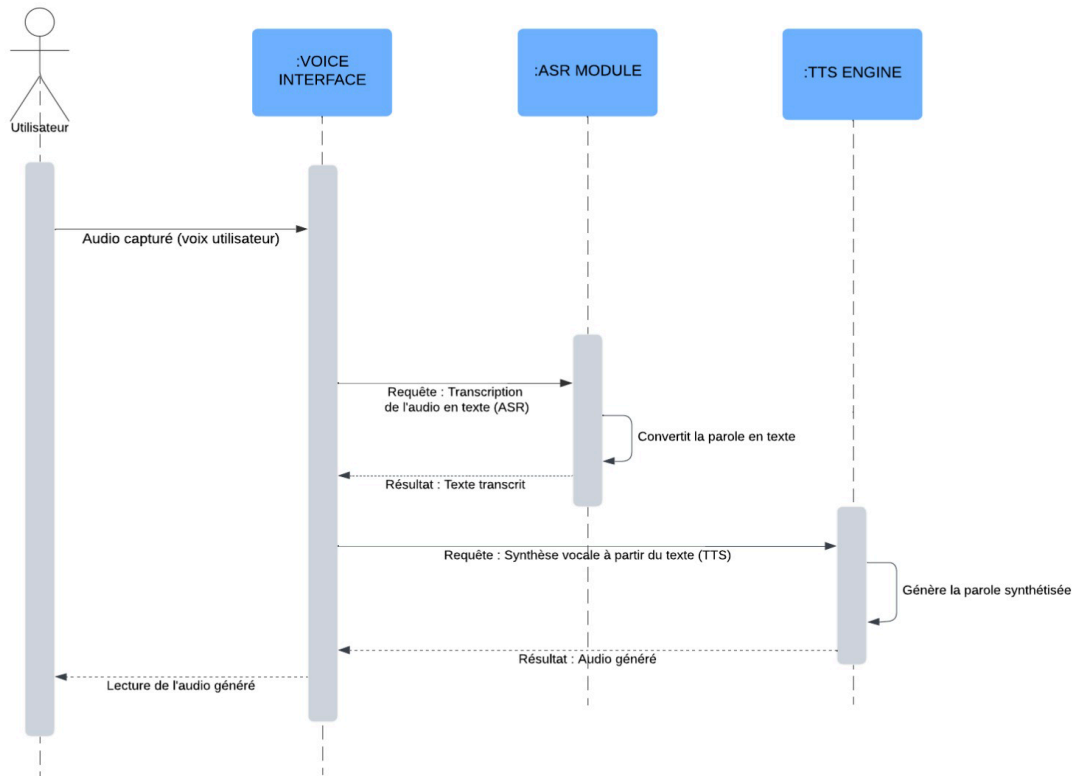 :VOICE
INTERFACE
:ASR MODULE
:TTS ENGINE
Utilisateur
Audio capturé (voix utilisateur)
Requête : Transcription
de l'audio en texte (ASR)
Convertit la parole en texte
Résultat : Texte transcrit
Requête : Synthèse vocale à partir du texte (TTS)
Génère la parole synthétisée
Résultat : Audio généré
Lecture de l'audio généré